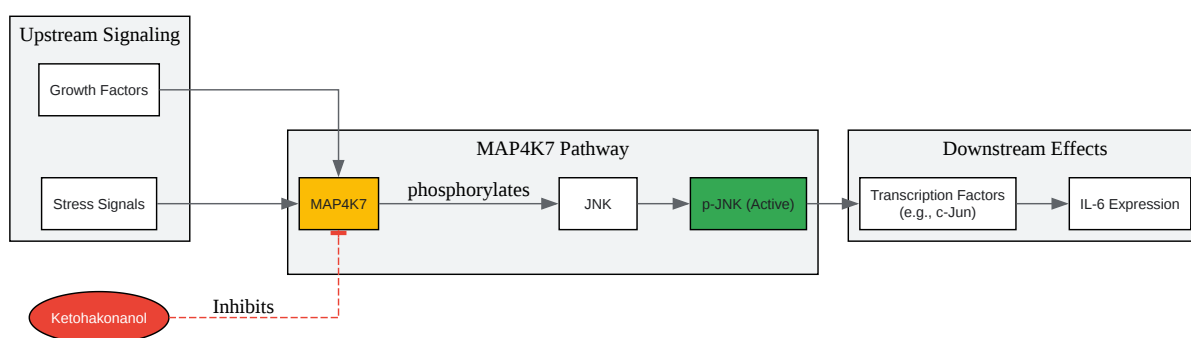 Upstream Signaling
Growth Factors
Stress Signals
MAP4K7 Pathway
MAP4K7
phosphorylates
JNK
p-JNK (Active)
Downstream Effects
Transcription Factors
(e.g., c-Jun)
IL-6 Expression
Ketohakonanol
Inhibits